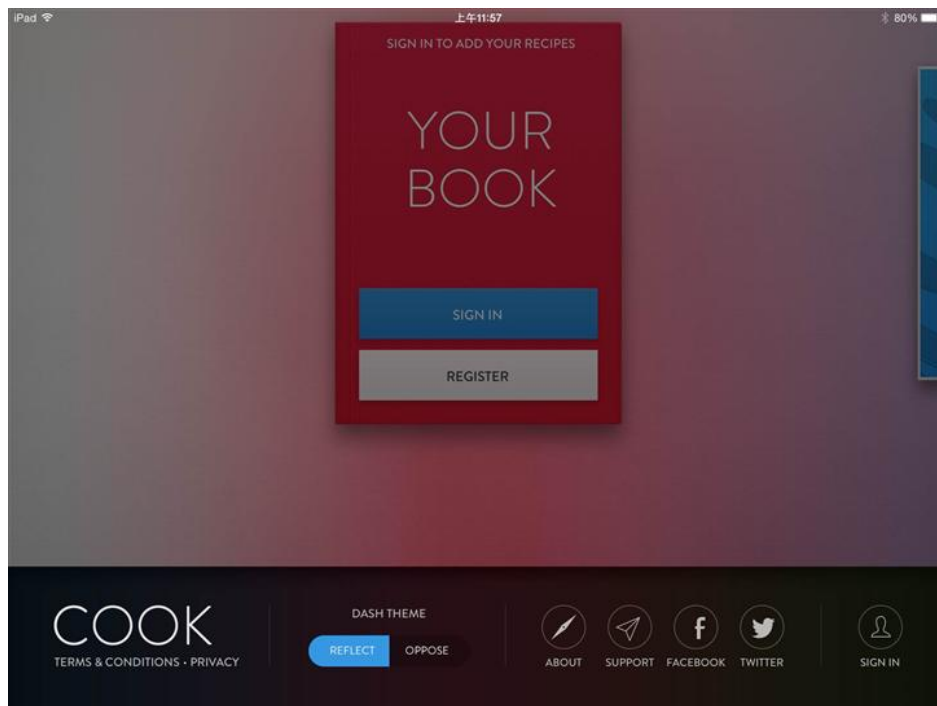 iPad 上午11:57 80%
SIGN IN TO ADD YOUR RECIPES
YOUR
BOOK
SIGN IN
REGISTER
COOK
TERMS & CONDITIONS • PRIVACY
DASH THEME
REFLECT OPPOSE
ABOUT SUPPORT FACEBOOK TWITTER SIGN IN